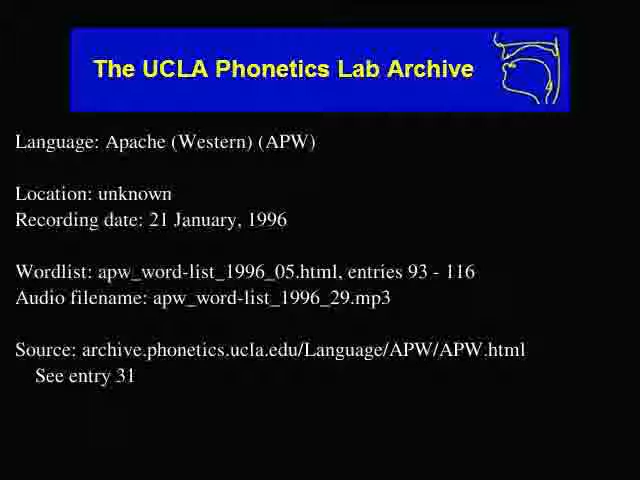 The UCLA Phonetics Lab Archive
Language: Apache (Western) (APW)
Location: unknown
Recording date: 21 January, 1996
Wordlist: apw_word-list_1996_05.html, entries 93 - 116
Audio filename: apw_word-list_1996_29.mp3
Source: archive.phonetics.ucla.edu/Language/APW/APW.html
See entry 31